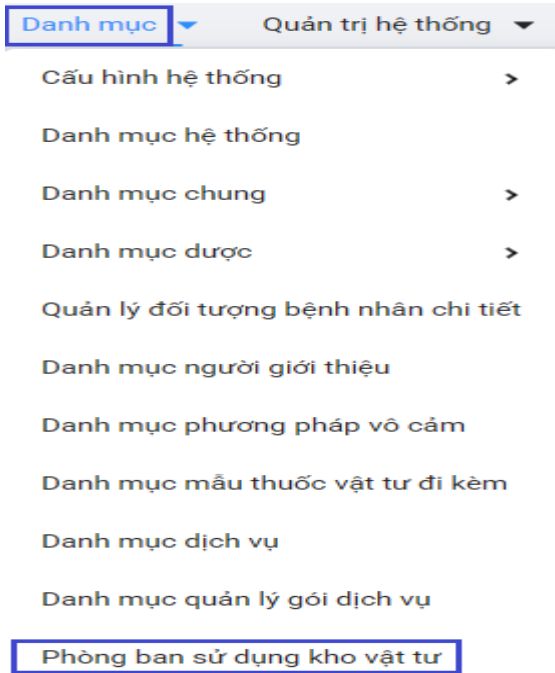 Danh mục Quản trị hệ thống
Cấu hình hệ thống
Danh mục hệ thống
Danh mục chung
Danh mục dược
Quản lý đối tượng bệnh nhân chi tiết
Danh mục người giới thiệu
Danh mục phương pháp vô cảm
Danh mục mẫu thuốc vật tư đi kèm
Danh mục dịch vụ
Danh mục quản lý gói dịch vụ
Phòng ban sử dụng kho vật tư